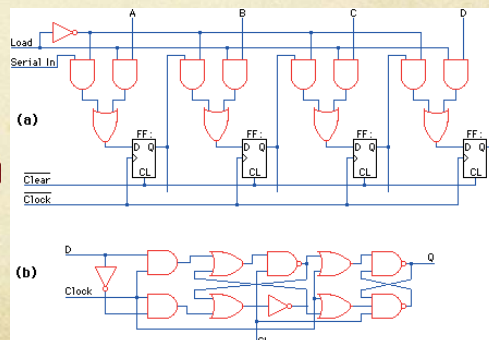 A B C D
Load
Serial In
(a)
FF: FF: FF: FF:
D Q D Q D Q D Q
CL CL CL CL
Clear
Clock
D Q
(b)
Clock
CL